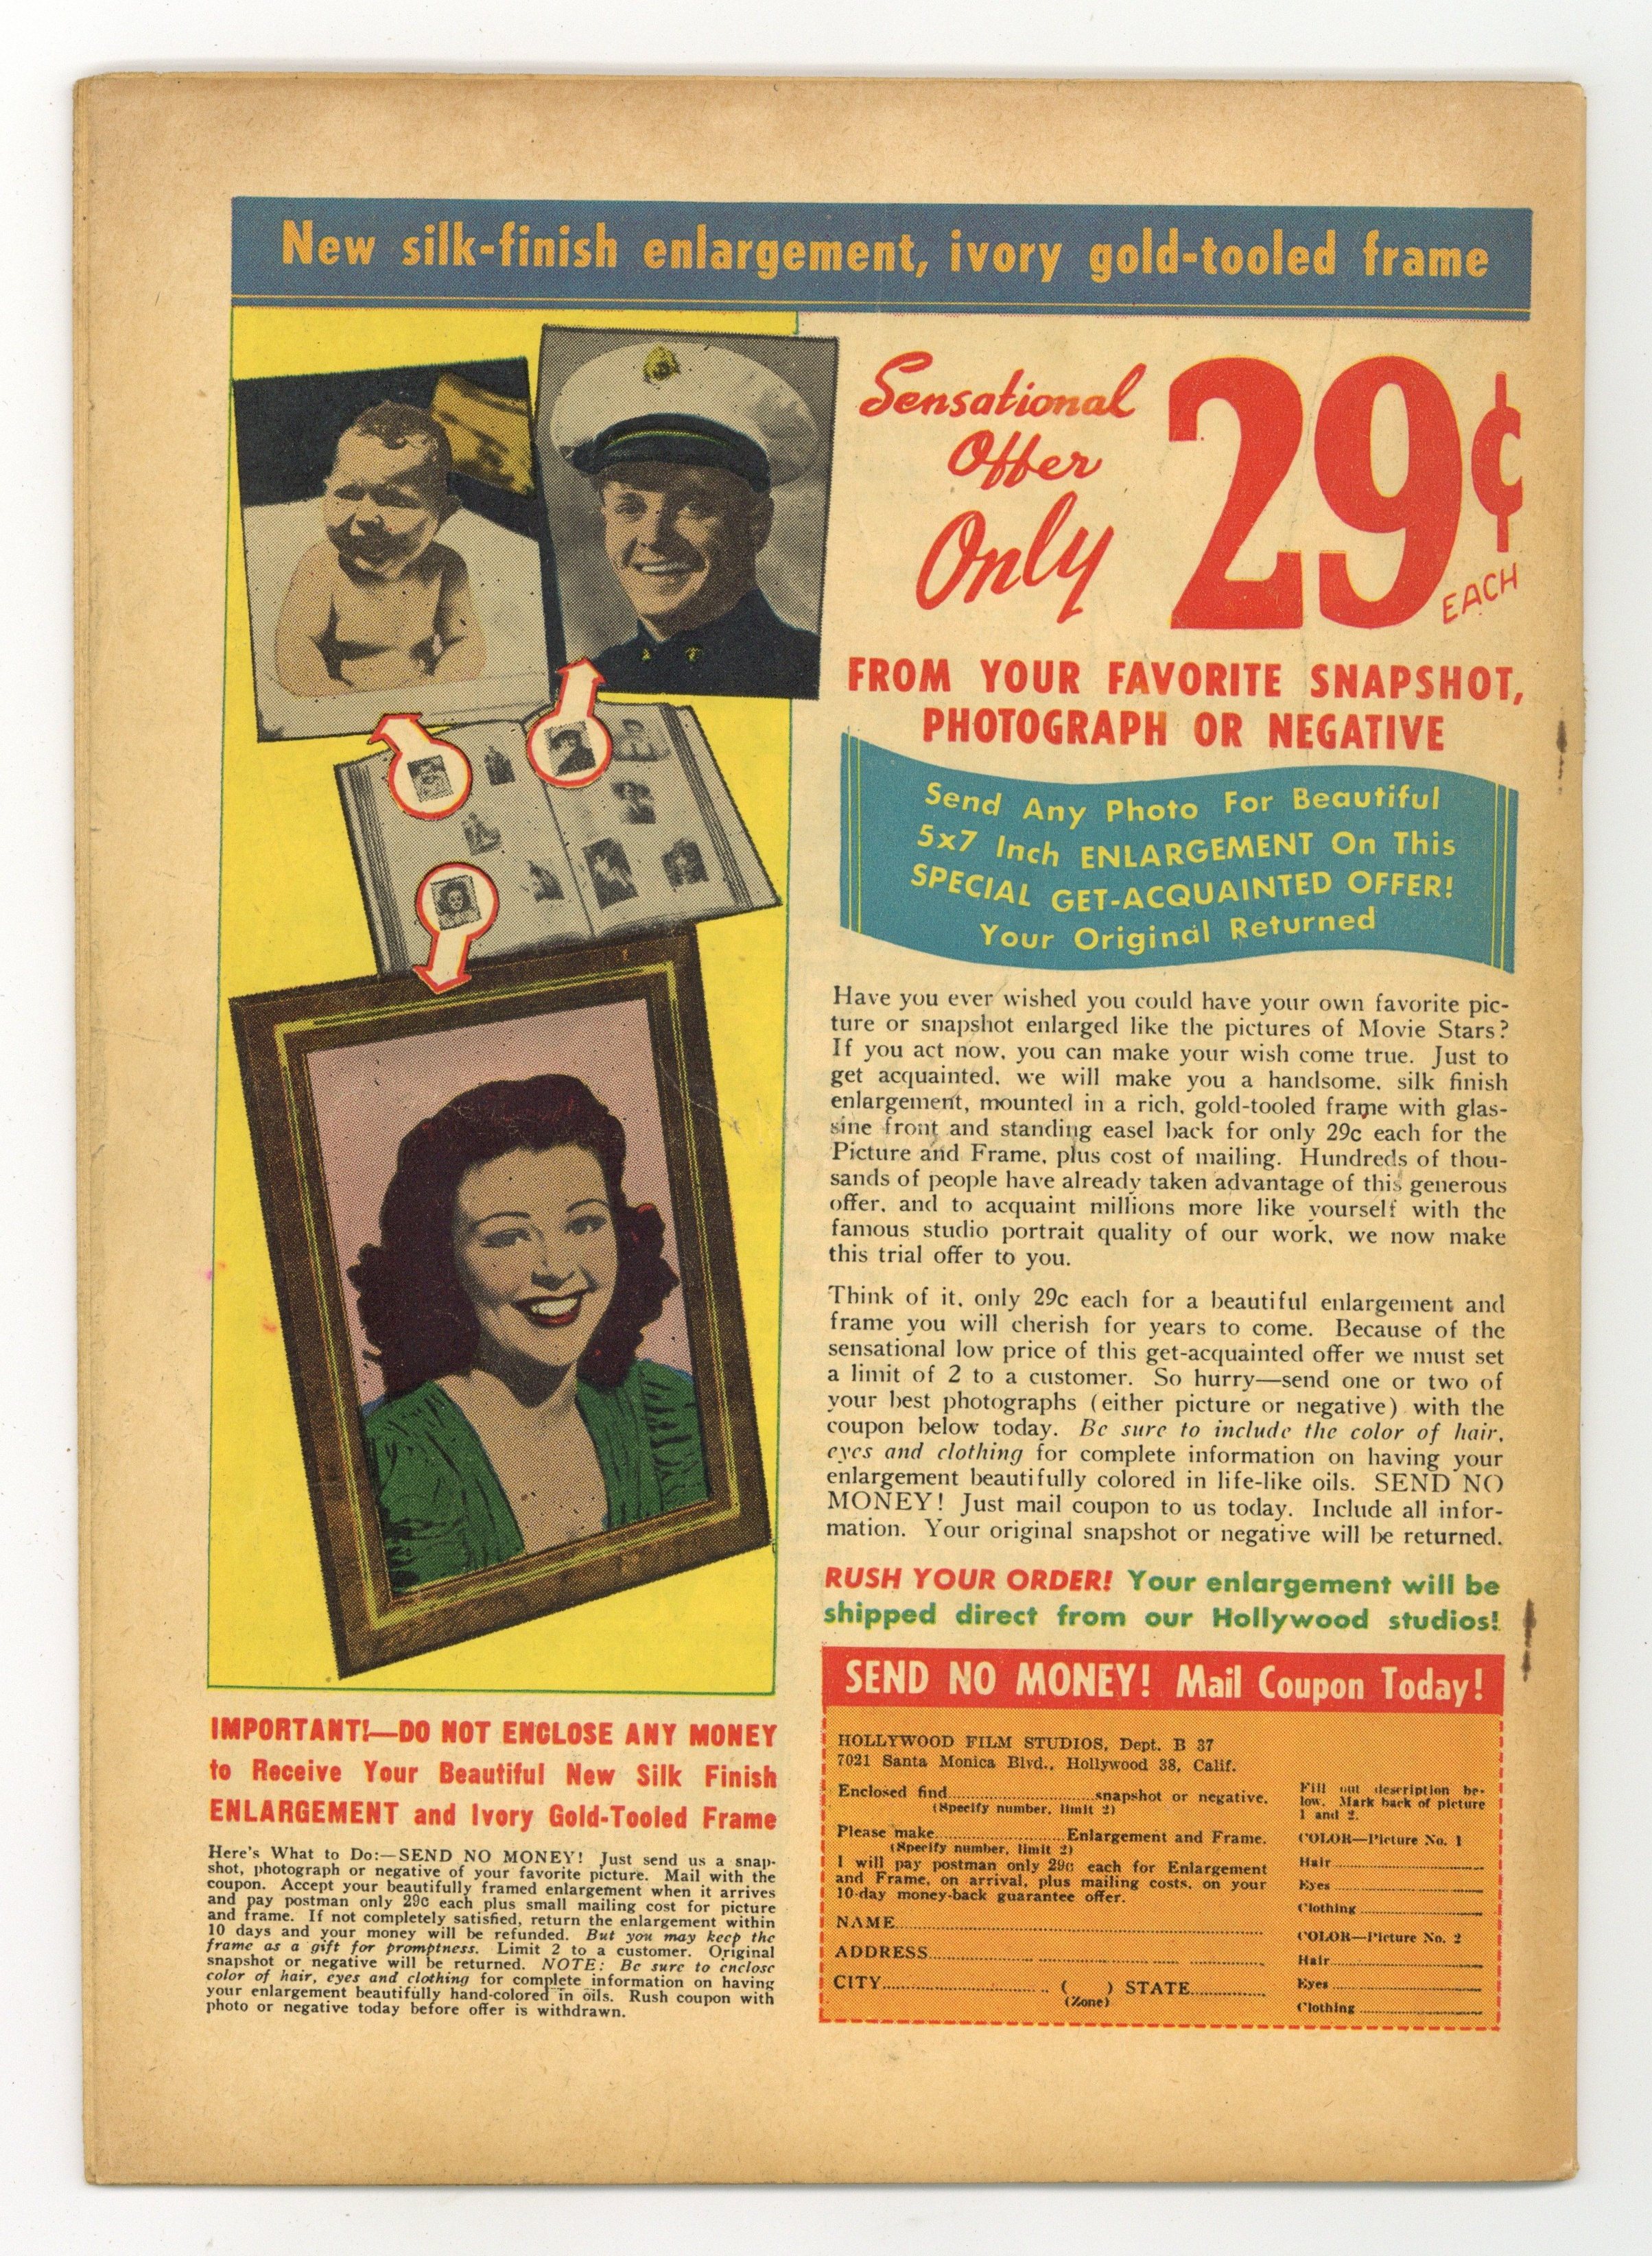 New silk-finish enlargement, ivory gold-tooled frame
Sensational
Offer
Only
29¢
EACH
FROM YOUR FAVORITE SNAPSHOT,
PHOTOGRAPH OR NEGATIVE
Send Any Photo For Beautiful
5x7 Inch ENLARGEMENT On This
SPECIAL GET-ACQUAINTED OFFER!
Your Original Returned
Have you ever wished you could have your own favorite pic-
ture or snapshot enlarged like the pictures of Movie Stars?
If you act now, you can make your wish come true. Just to
get acquainted, we will make you a handsome, silk finish
enlargement, mounted in a rich, gold-tooled frame with glas-
sine front and standing easel back for only 29c each for the
Picture and Frame, plus cost of mailing. Hundreds of thou-
sands of people have already taken advantage of this generous
offer, and to acquaint millions more like yourself with the
famous studio portrait quality of our work, we now make
this trial offer to you.
Think of it, only 29c each for a beautiful enlargement and
frame you will cherish for years to come. Because of the
sensational low price of this get-acquainted offer we must set
a limit of 2 to a customer. So hurry—send one or two of
your best photographs (either picture or negative) with the
coupon below today. Be sure to include the color of hair,
eyes and clothing for complete information on having your
enlargement beautifully colored in life-like oils. SEND NO
MONEY! Just mail coupon to us today. Include all infor-
mation. Your original snapshot or negative will be returned.
RUSH YOUR ORDER! Your enlargement will be
shipped direct from our Hollywood studios!
IMPORTANT!—DO NOT ENCLOSE ANY MONEY
to Receive Your Beautiful New Silk Finish
ENLARGEMENT and Ivory Gold-Tooled Frame
Here's What to Do:—SEND NO MONEY! Just send us a snap-
shot, photograph or negative of your favorite picture. Mail with the
coupon. Accept your beautifully framed enlargement when it arrives
and pay postman only 29c each plus small mailing cost for picture
and frame. If not completely satisfied, return the enlargement within
10 days and your money will be refunded. But you may keep the
frame as a gift for promptness. Limit 2 to a customer. Original
snapshot or negative will be returned. NOTE: Be sure to enclose
color of hair, eyes and clothing for complete information on having
your enlargement beautifully hand-colored in oils. Rush coupon with
photo or negative today before offer is withdrawn.
SEND NO MONEY! Mail Coupon Today!
HOLLYWOOD FILM STUDIOS, Dept. B 37
7021 Santa Monica Blvd., Hollywood 38, Calif.
Enclosed find..............................snapshot or negative.
(Specify number, limit 2)
Please make..........................Enlargement and Frame.
(Specify number, limit 2)
I will pay postman only 29c each for Enlargement
and Frame, on arrival, plus mailing costs, on your
10-day money-back guarantee offer.
NAME..............................
ADDRESS..............................
CITY.............................. ( ) STATE...............
(Zone)
Fill out description be-
low. Mark back of picture
1 and 2.
COLOR—Picture No. 1
Hair..............................
Eyes..............................
Clothing..............................
COLOR—Picture No. 2
Hair..............................
Eyes..............................
Clothing..............................